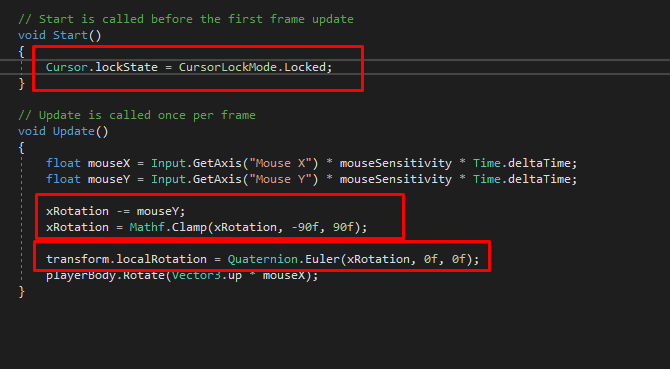 // Start is called before the first frame update
void Start()
{
Cursor.lockState = CursorLockMode.Locked;
}
// Update is called once per frame
void Update()
{
float mouseX = Input.GetAxis("Mouse X") * mouseSensitivity * Time.deltaTime;
float mouseY = Input.GetAxis("Mouse Y") * mouseSensitivity * Time.deltaTime;
xRotation -= mouseY;
xRotation = Mathf.Clamp(xRotation, -90f, 90f);
transform.localRotation = Quaternion.Euler(xRotation, 0f, 0f);
playerBody.Rotate(Vector3.up * mouseX);
}